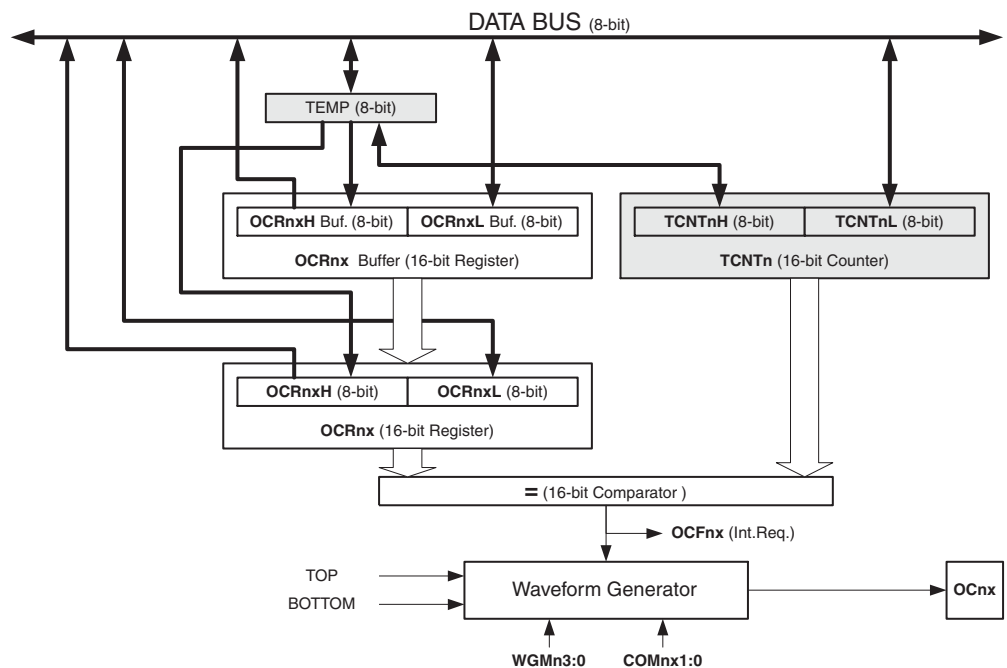 DATA BUS (8-bit)
TEMP (8-bit)
OCRnxH Buf. (8-bit) OCRnxL Buf. (8-bit)
OCRnx Buffer (16-bit Register)
TCNTnH (8-bit) TCNTnL (8-bit)
TCNTn (16-bit Counter)
OCRnxH (8-bit) OCRnxL (8-bit)
OCRnx (16-bit Register)
= (16-bit Comparator )
OCFnx (Int.Req.)
TOP
BOTTOM
Waveform Generator
OCnx
WGMn3:0 COMnx1:0